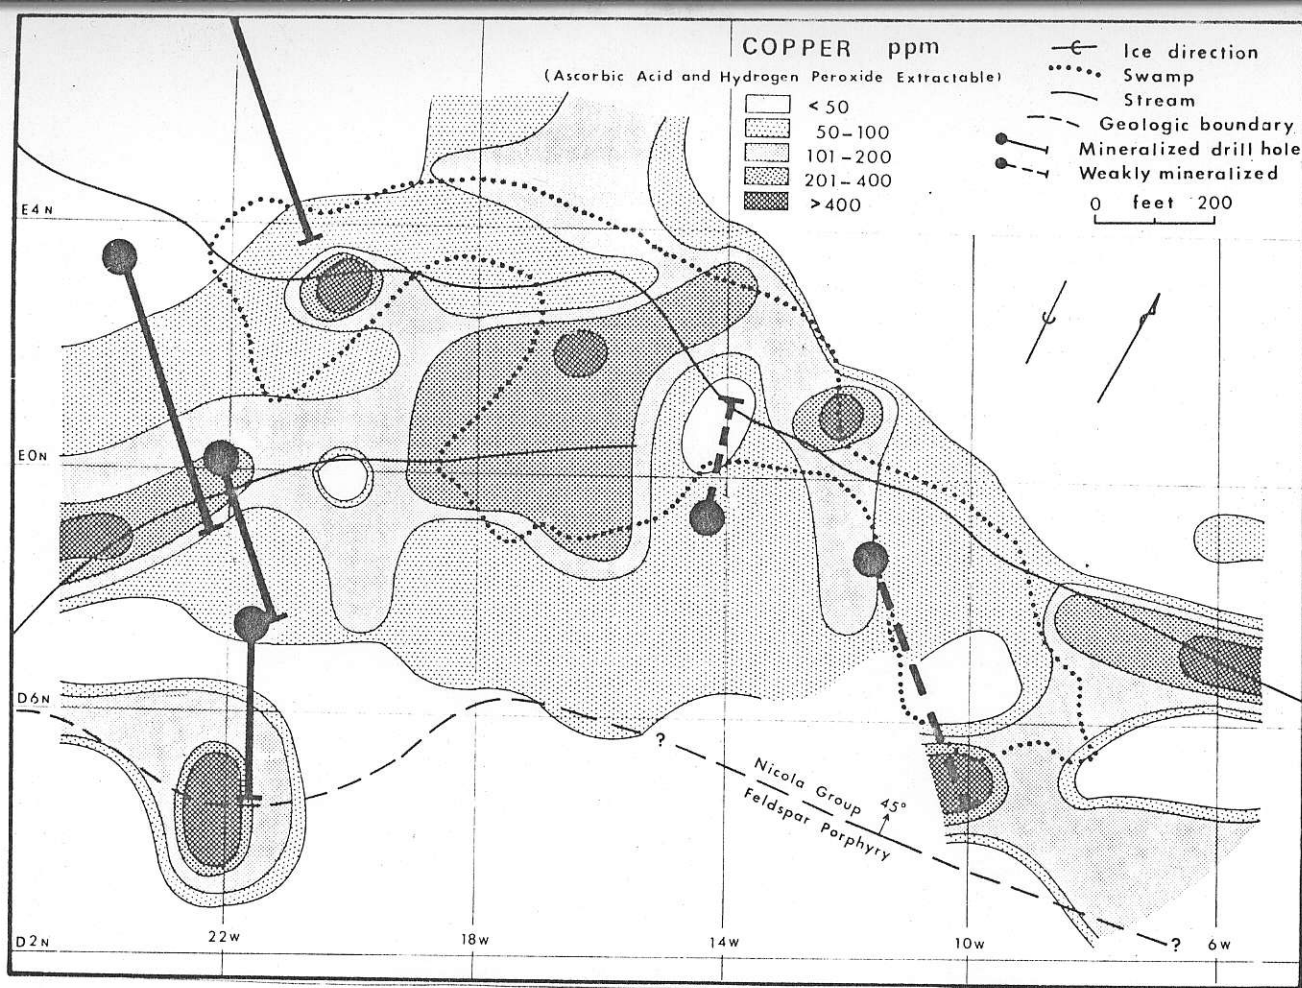 COPPER ppm
(Ascorbic Acid and Hydrogen Peroxide Extractable)
< 50
50–100
101–200
201–400
>400
Ice direction
Swamp
Stream
Geologic boundary
Mineralized drill hole
Weakly mineralized
0 feet 200
E4N
E0N
D6N
D2N
?
Nicola Group
45°
Feldspar Porphyry
?
22W
18W
14W
10W
6W